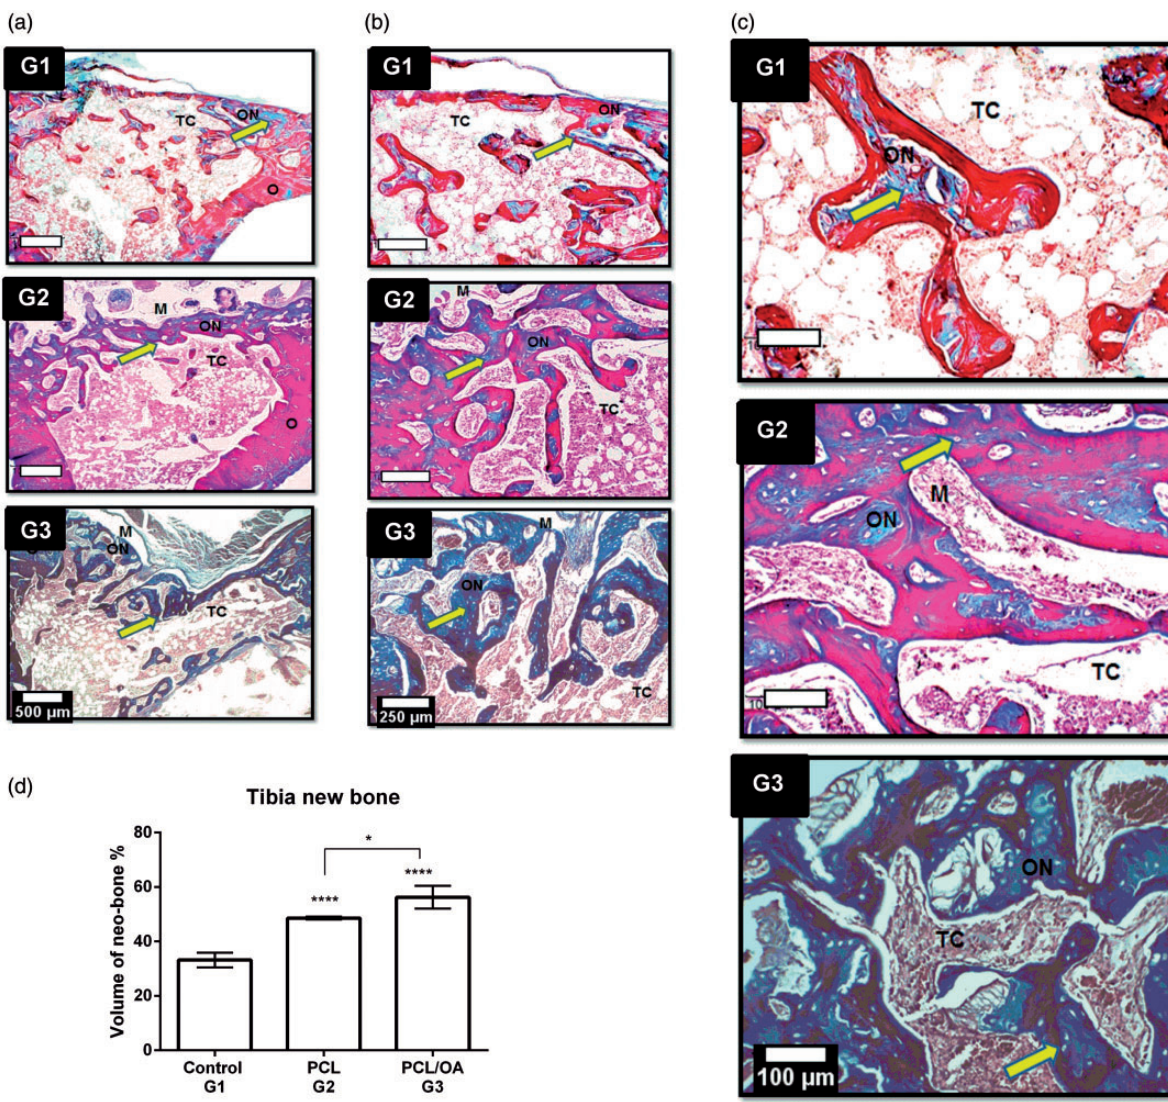 (a)
G1
TC
ON
O
G2
M
ON
TC
O
G3
M
ON
TC
500 μm
(b)
G1
ON
TC
G2
M
ON
TC
G3
M
ON
TC
250 μm
(c)
G1
TC
ON
G2
M
ON
TC
10
G3
ON
TC
100 μm
(d)
Tibia new bone
Volume of neo-bone %
80
60
40
20
0
*
****
****
Control
G1
PCL
G2
PCL/OA
G3